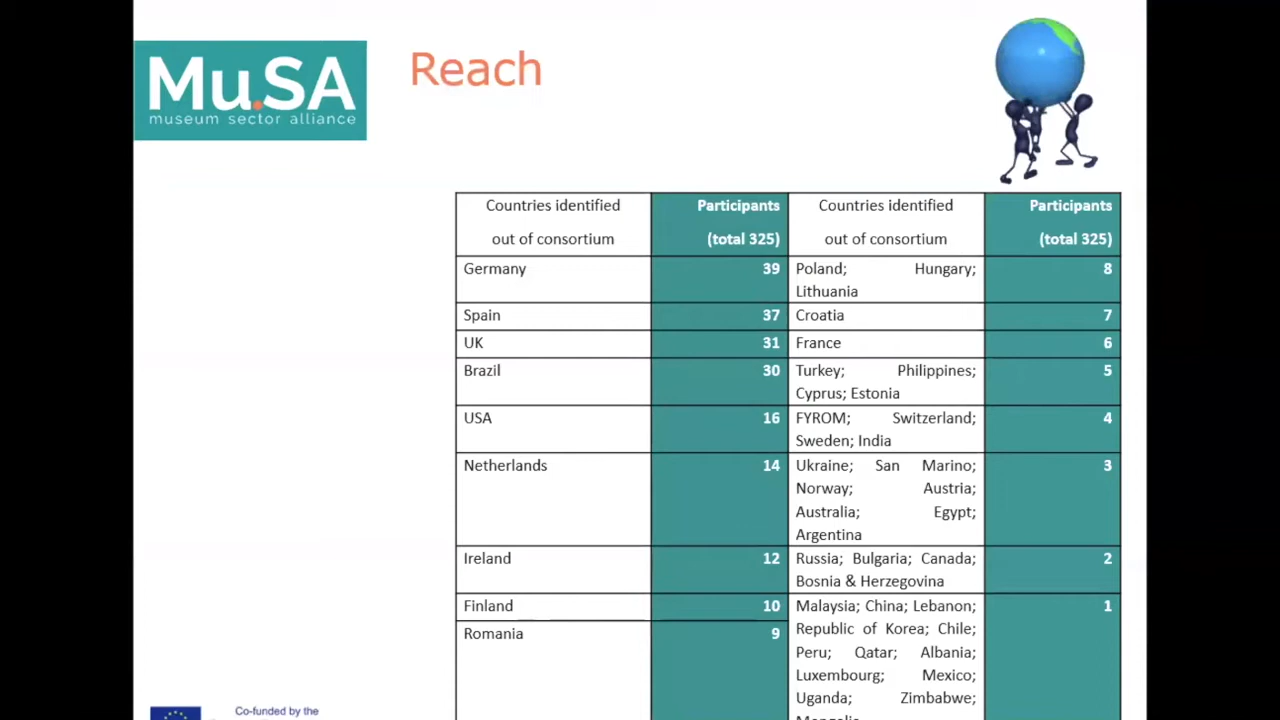 Mu.SA
museum sector alliance
Reach
Countries identified
out of consortium
Participants
(total 325)
Countries identified
out of consortium
Participants
(total 325)
Germany
39
Poland; Hungary;
Lithuania
8
Spain
37
Croatia
7
UK
31
France
6
Brazil
30
Turkey; Philippines;
Cyprus; Estonia
5
USA
16
FYROM; Switzerland;
Sweden; India
4
Netherlands
14
Ukraine; San Marino;
Norway; Austria;
Australia; Egypt;
Argentina
3
Ireland
12
Russia; Bulgaria; Canada;
Bosnia & Herzegovina
2
Finland
10
Malaysia; China; Lebanon;
Republic of Korea; Chile;
Peru; Qatar; Albania;
Luxembourg; Mexico;
Uganda; Zimbabwe;
1
Romania
9
Co-funded by the